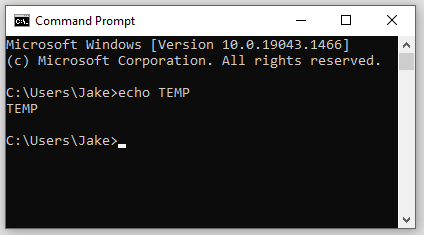 Command Prompt
Microsoft Windows [Version 10.0.19043.1466]
(c) Microsoft Corporation. All rights reserved.
C:\Users\Jake>echo TEMP
TEMP
C:\Users\Jake>